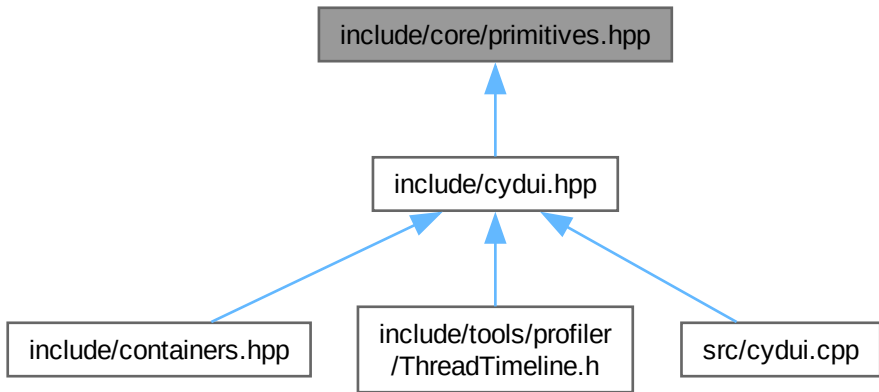 include/core/primitives.hpp
include/cydui.hpp
include/containers.hpp
include/tools/profiler
/ThreadTimeline.h
src/cydui.cpp